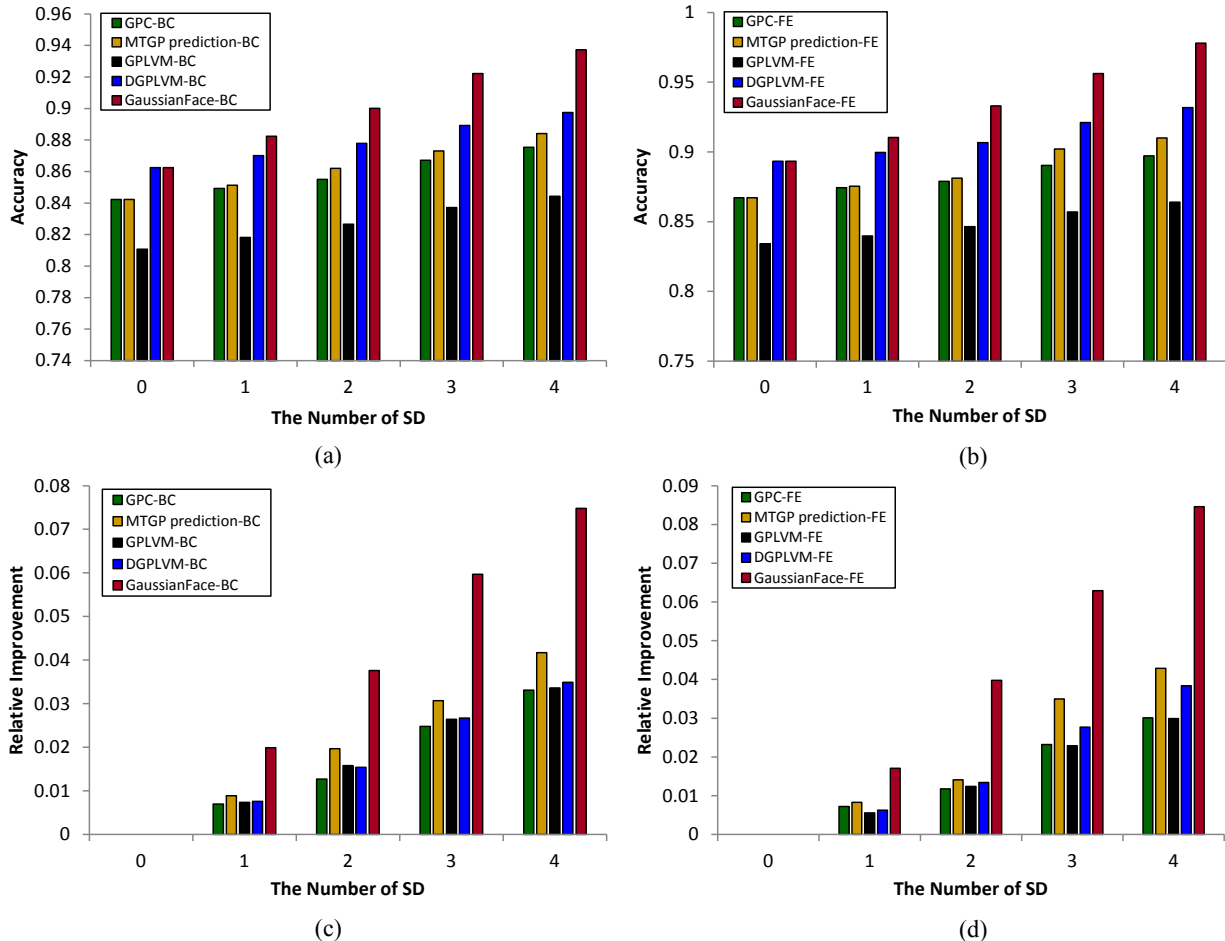 0.96
0.94
0.92
0.9
0.88
0.86
0.84
0.82
0.8
0.78
0.76
0.74
Accuracy
GPC-BC
MTGP prediction-BC
GPLVM-BC
DGPLVM-BC
GaussianFace-BC
0 1 2 3 4
The Number of SD
(a)
1
0.95
0.9
0.85
0.8
0.75
Accuracy
GPC-FE
MTGP prediction-FE
GPLVM-FE
DGPLVM-FE
GaussianFace-FE
0 1 2 3 4
The Number of SD
(b)
0.08
0.07
0.06
0.05
0.04
0.03
0.02
0.01
0
Relative Improvement
GPC-BC
MTGP prediction-BC
GPLVM-BC
DGPLVM-BC
GaussianFace-BC
0 1 2 3 4
The Number of SD
(c)
0.09
0.08
0.07
0.06
0.05
0.04
0.03
0.02
0.01
0
Relative Improvement
GPC-FE
MTGP prediction-FE
GPLVM-FE
DGPLVM-FE
GaussianFace-FE
0 1 2 3 4
The Number of SD
(d)